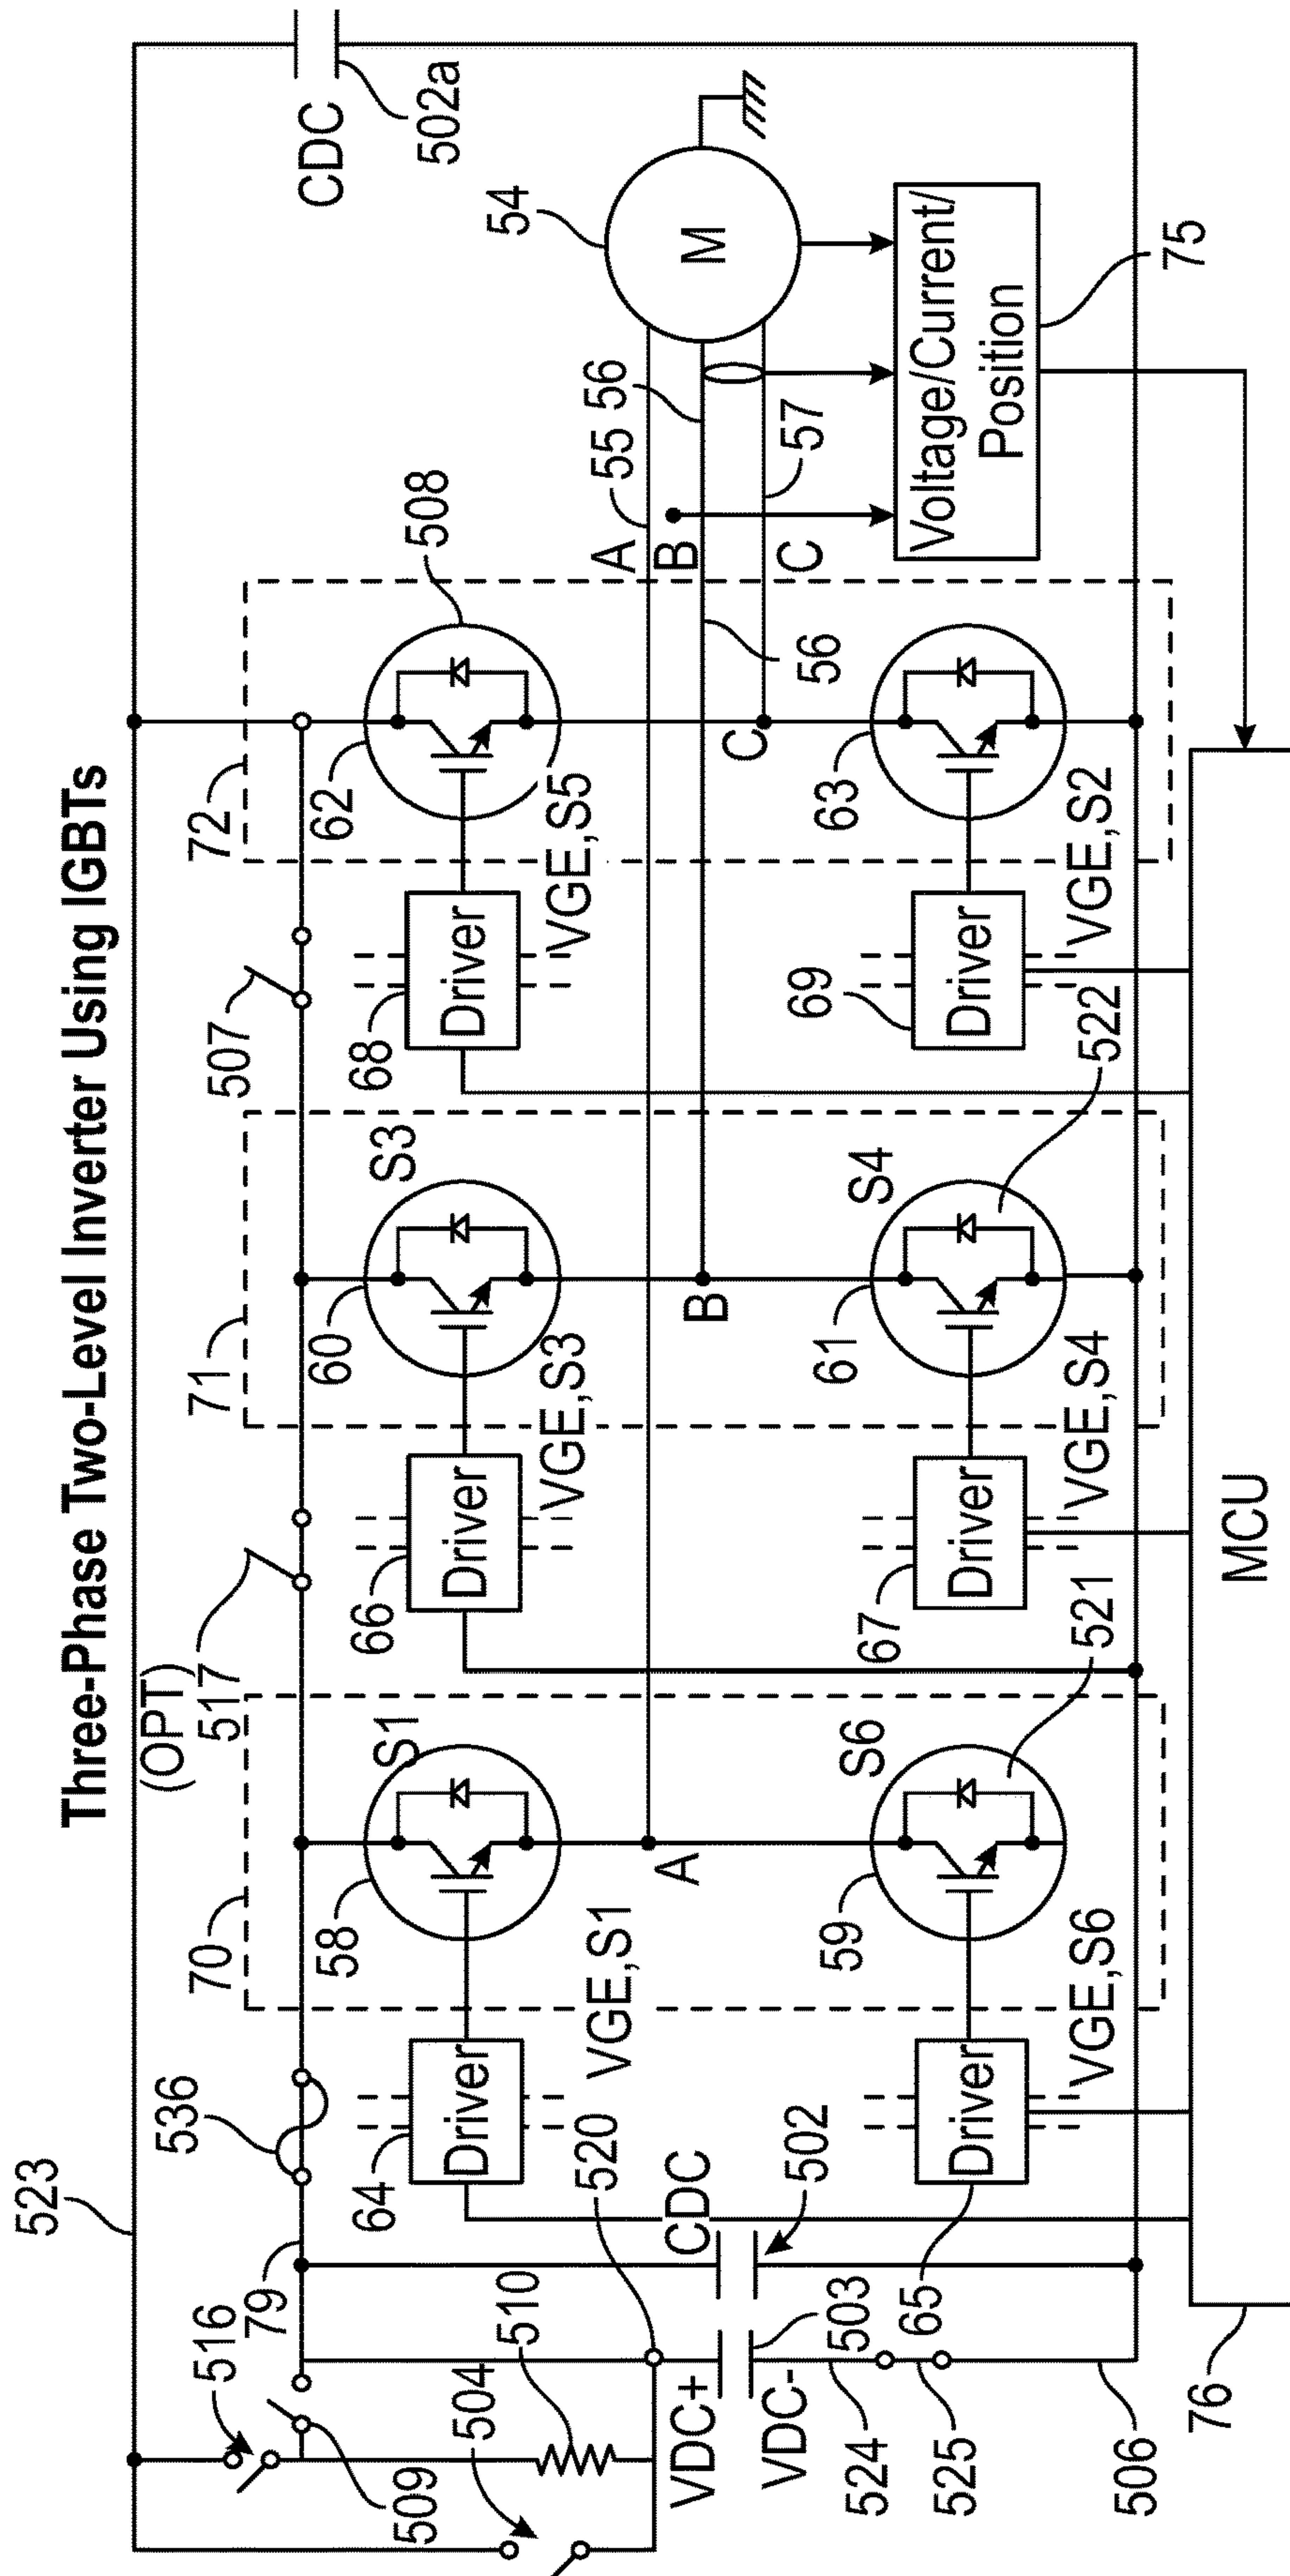 Three-Phase Two-Level Inverter Using IGBTs
523
516
79
536
70
(OPT)
517
71
507
72
CDC
502a
509
504
510
520
64
Driver
VGE,S1
58
S1
66
Driver
VGE,S3
60
S3
68
Driver
VGE,S5
62
508
A
B
C
A
55
B
56
C
57
56
54
M
VDC+
VDC-
CDC
502
503
524
525
506
65
Driver
VGE,S6
59
S6
521
67
Driver
VGE,S4
61
S4
522
69
Driver
VGE,S2
63
Voltage/Current/
Position
75
76
MCU